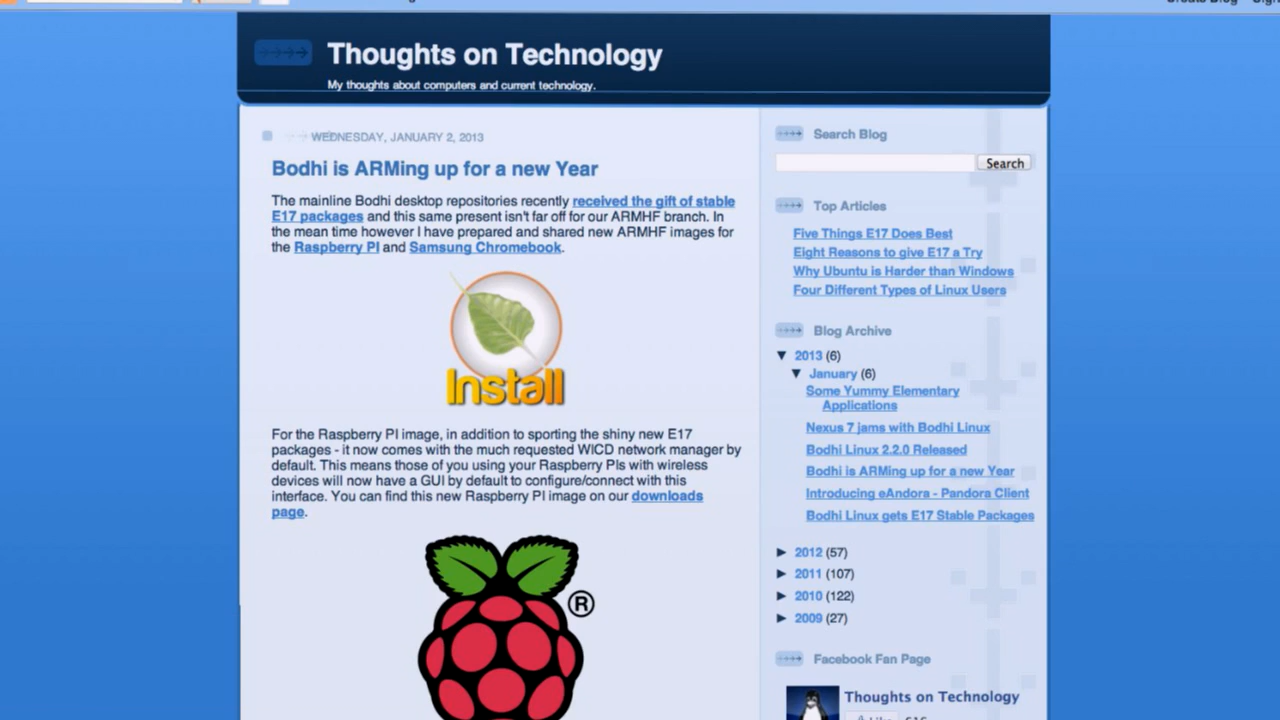 Thoughts on Technology
My thoughts about computers and current technology.
WEDNESDAY, JANUARY 2, 2013
Bodhi is ARMing up for a new Year
The mainline Bodhi desktop repositories recently received the gift of stable
E17 packages and this same present isn't far off for our ARMHF branch. In
the mean time however I have prepared and shared new ARMHF images for
the Raspberry PI and Samsung Chromebook.
Install
For the Raspberry PI image, in addition to sporting the shiny new E17
packages - it now comes with the much requested WICD network manager by
default. This means those of you using your Raspberry PIs with wireless
devices will now have a GUI by default to configure/connect with this
interface. You can find this new Raspberry PI image on our downloads
page.
®
Search Blog
Search
Top Articles
Five Things E17 Does Best
Eight Reasons to give E17 a Try
Why Ubuntu is Harder than Windows
Four Different Types of Linux Users
Blog Archive
▼ 2013 (6)
▼ January (6)
Some Yummy Elementary
Applications
Nexus 7 jams with Bodhi Linux
Bodhi Linux 2.2.0 Released
Bodhi is ARMing up for a new Year
Introducing eAndora - Pandora Client
Bodhi Linux gets E17 Stable Packages
► 2012 (57)
► 2011 (107)
► 2010 (122)
► 2009 (27)
Facebook Fan Page
Thoughts on Technology